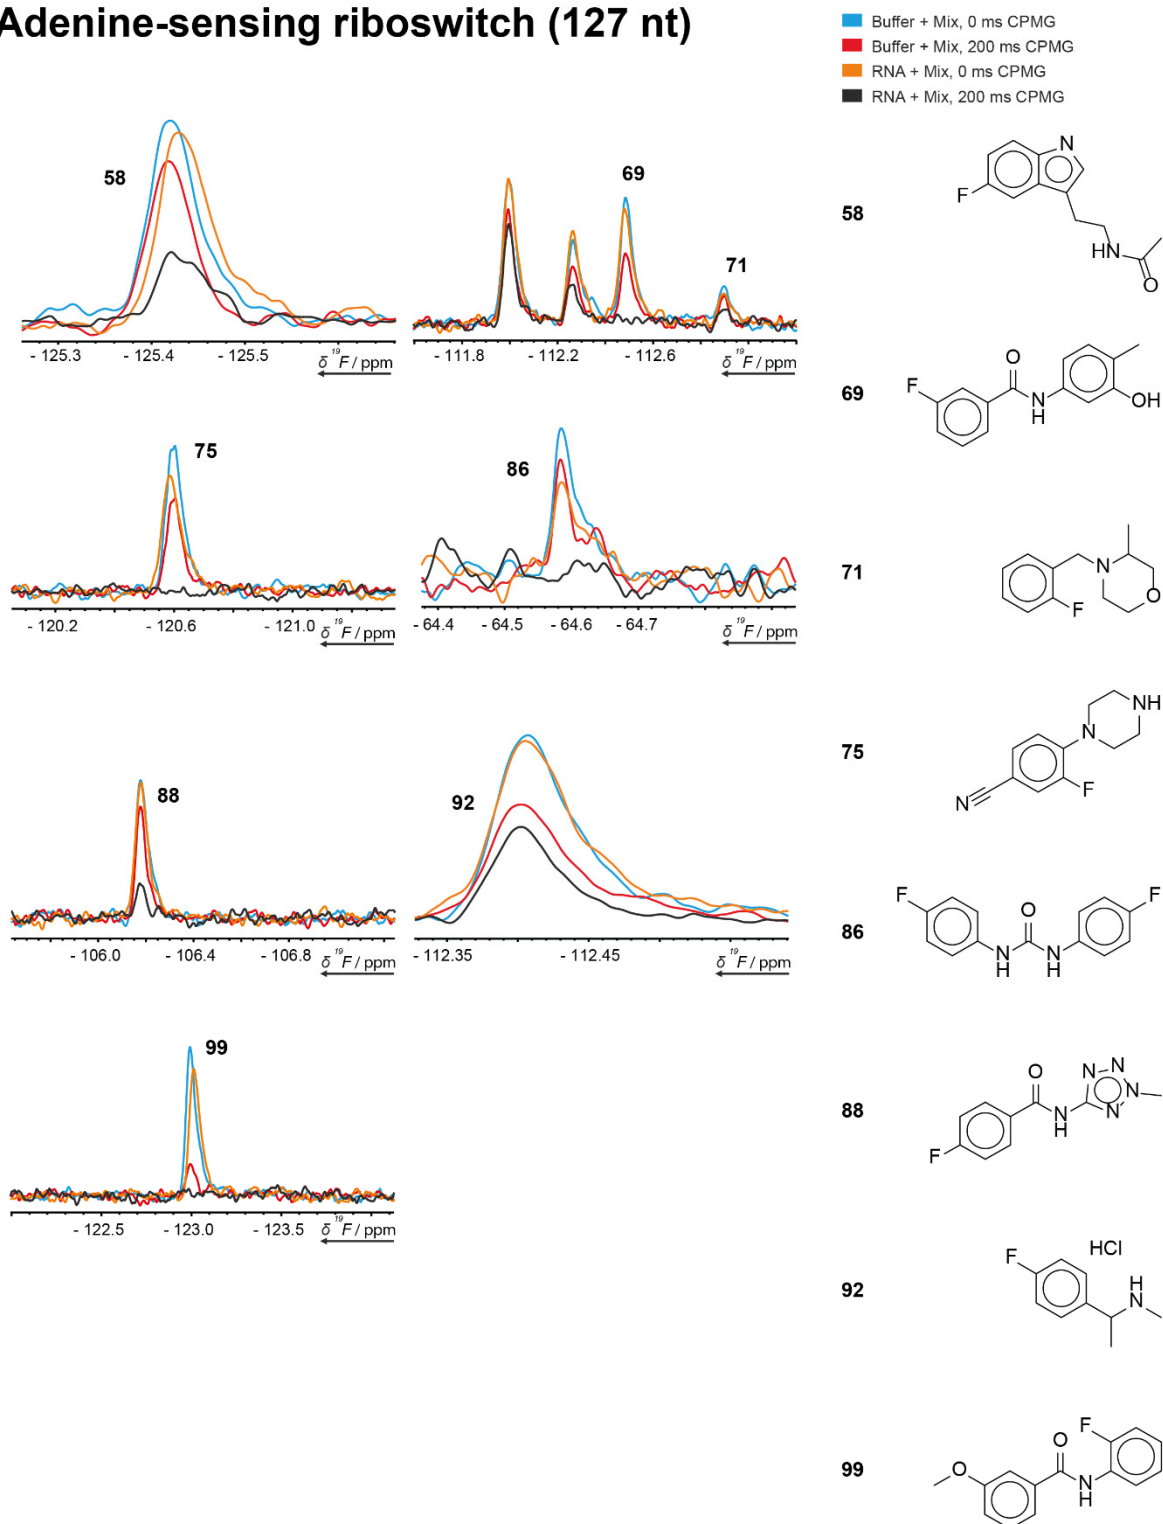 Adenine-sensing riboswitch (127 nt)
Buffer + Mix, 0 ms CPMG
Buffer + Mix, 200 ms CPMG
RNA + Mix, 0 ms CPMG
RNA + Mix, 200 ms CPMG
58
- 125.3 - 125.4 - 125.5
δ ¹⁹F / ppm
69
71
- 111.8 - 112.2 - 112.6
δ ¹⁹F / ppm
75
- 120.2 - 120.6 - 121.0
δ ¹⁹F / ppm
86
- 64.4 - 64.5 - 64.6 - 64.7
δ ¹⁹F / ppm
88
- 106.0 - 106.4 - 106.8
δ ¹⁹F / ppm
92
- 112.35 - 112.45
δ ¹⁹F / ppm
99
- 122.5 - 123.0 - 123.5
δ ¹⁹F / ppm
58
N
F
HN
O
69
O
F
N
H
OH
71
N
O
F
75
NH
N
F
N
86
F
F
O
N
H
N
H
88
O
N
N
N
N
N
H
F
92
HCl
F
H
N
99
F
O
O
N
H